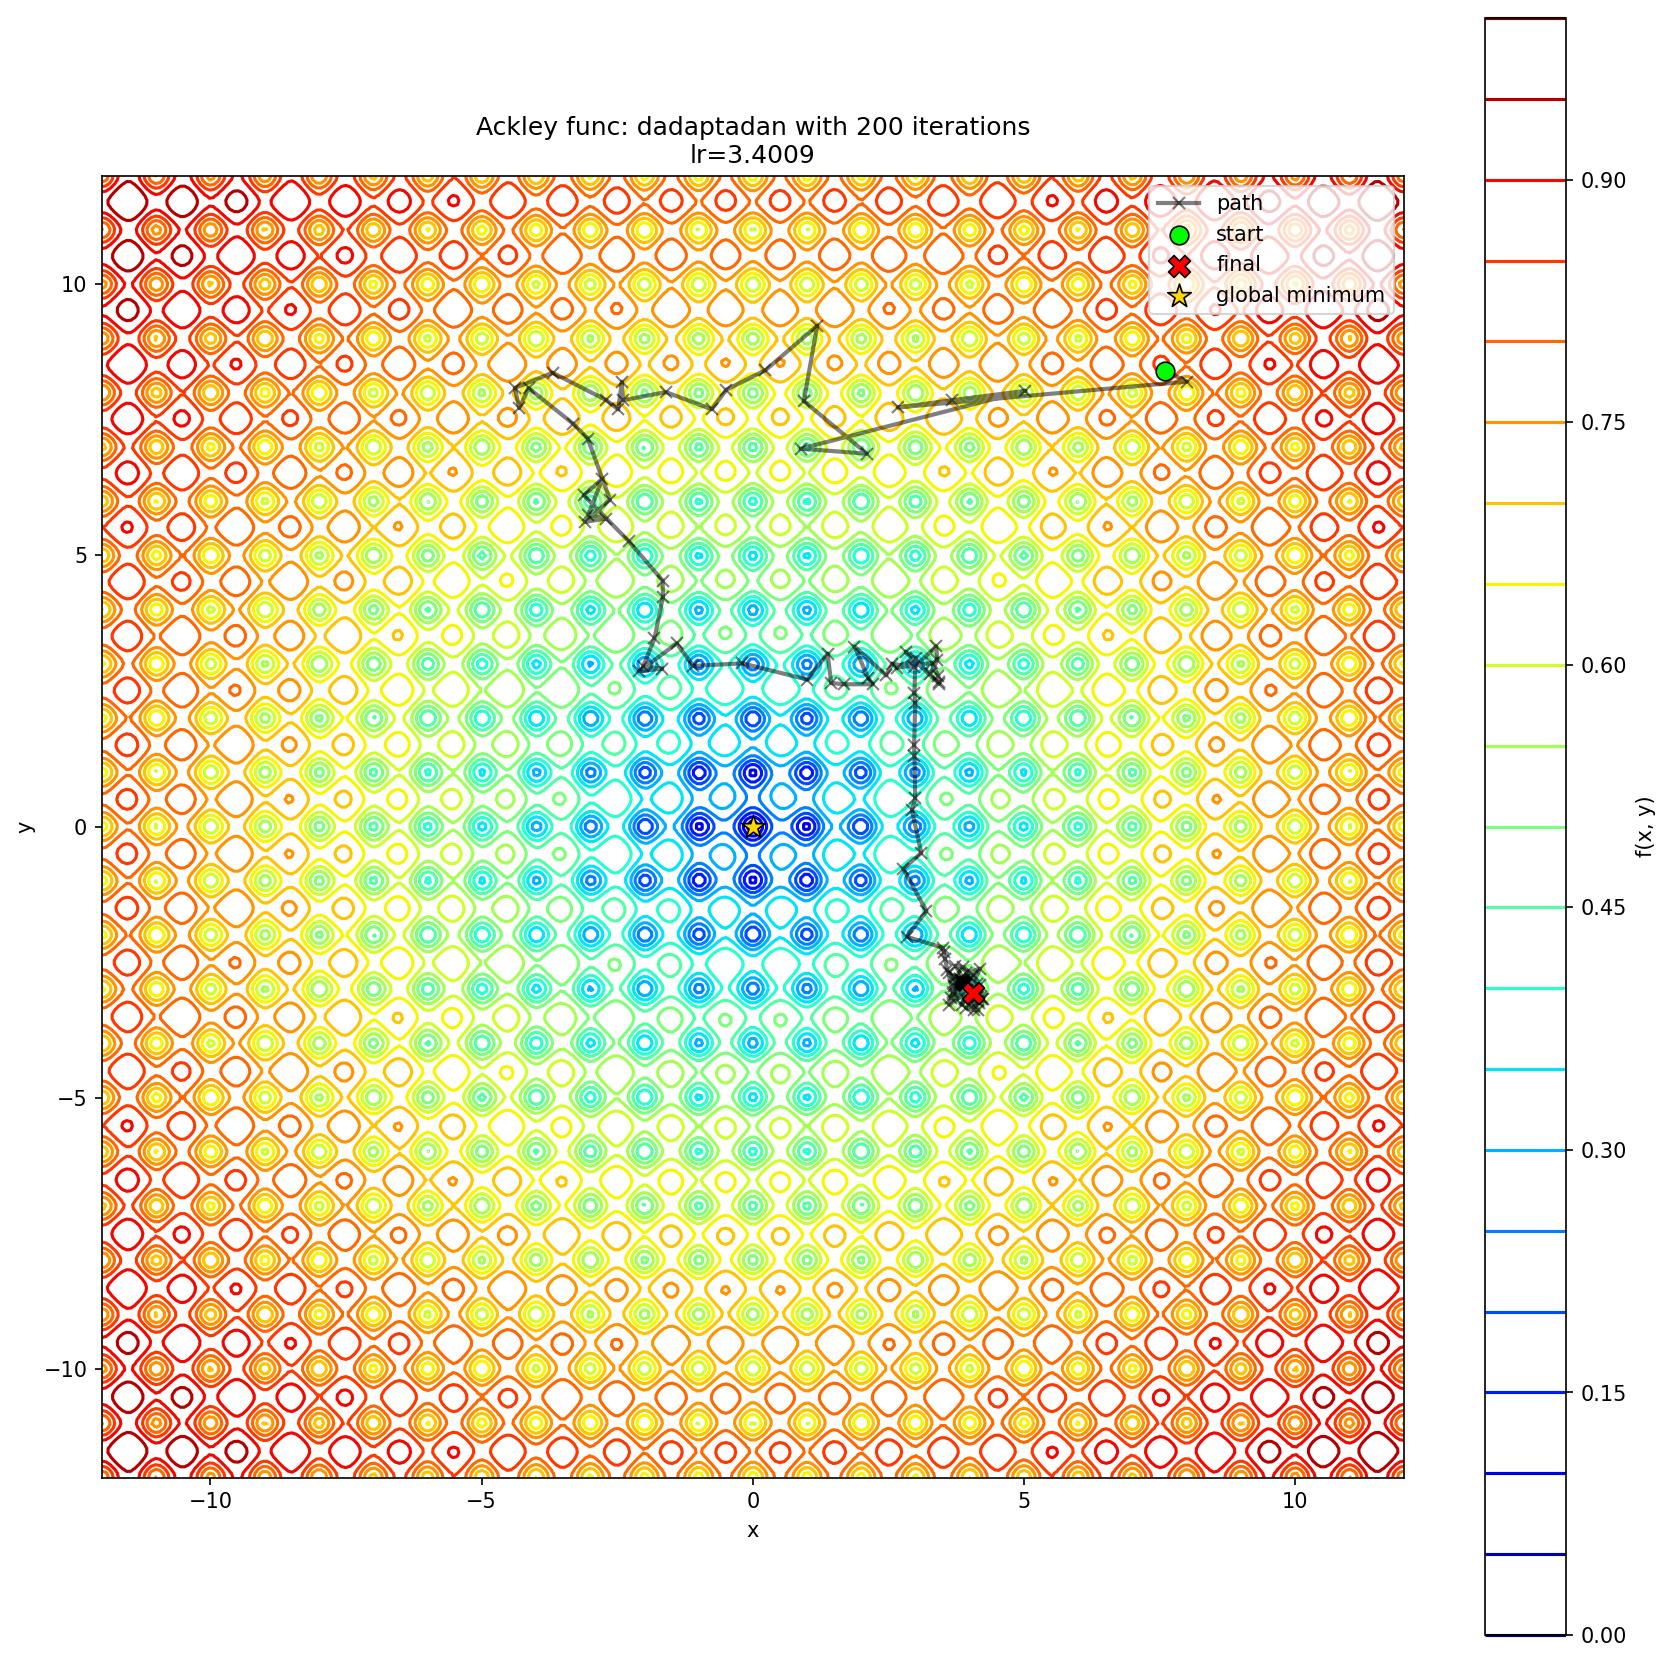 Ackley func: dadaptadan with 200 iterations
lr=3.4009
path
start
final
global minimum
10
5
0
−5
−10
y
−10
−5
0
5
10
x
0.90
0.75
0.60
0.45
0.30
0.15
0.00
f(x, y)